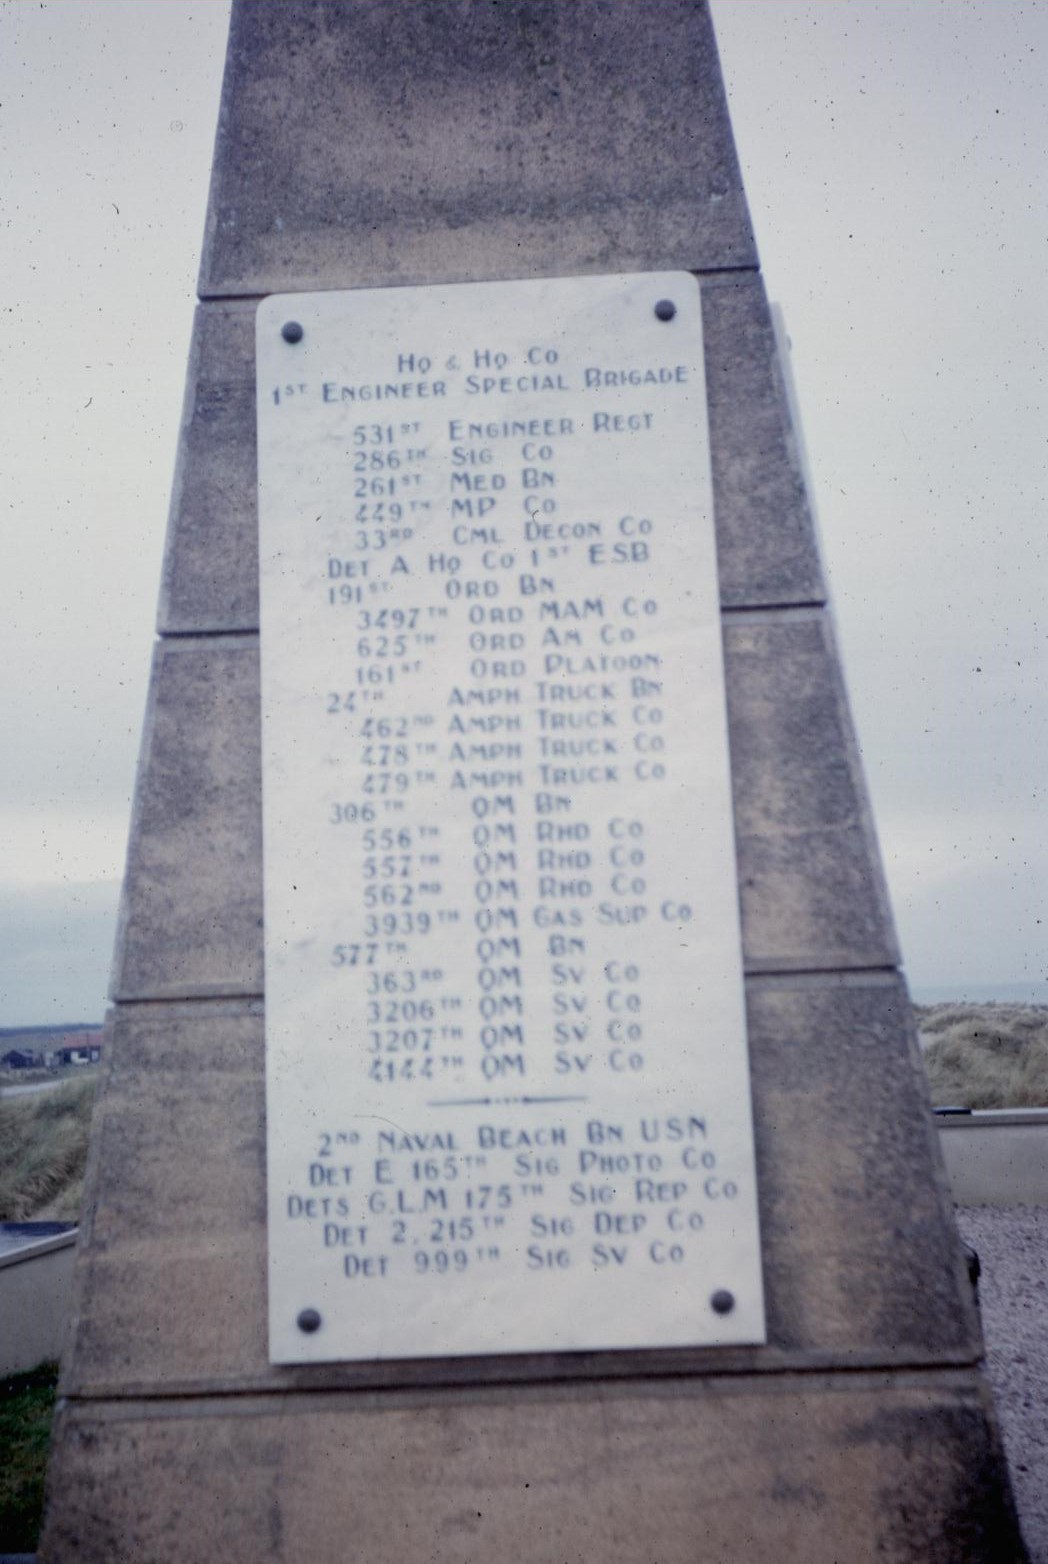 HQ & HQ CO
1ST ENGINEER SPECIAL BRIGADE
531ST ENGINEER REGT
286TH SIG CO
261ST MED BN
449TH MP CO
33RD CML DECON CO
DET A HQ CO 1ST ESB
191ST ORD BN
3497TH ORD MAM CO
625TH ORD AM CO
161ST ORD PLATOON
24TH AMPH TRUCK BN
462ND AMPH TRUCK CO
478TH AMPH TRUCK CO
479TH AMPH TRUCK CO
306TH QM BN
556TH QM RHD CO
557TH QM RHD CO
562ND QM RHD CO
3939TH QM GAS SUP CO
577TH QM BN
363RD QM SV CO
3206TH QM SV CO
3207TH QM SV CO
4144TH QM SV CO
2ND NAVAL BEACH BN USN
DET E 165TH SIG PHOTO CO
DETS G.L.M 175TH SIG REP CO
DET 2, 215TH SIG DEP CO
DET 999TH SIG SV CO